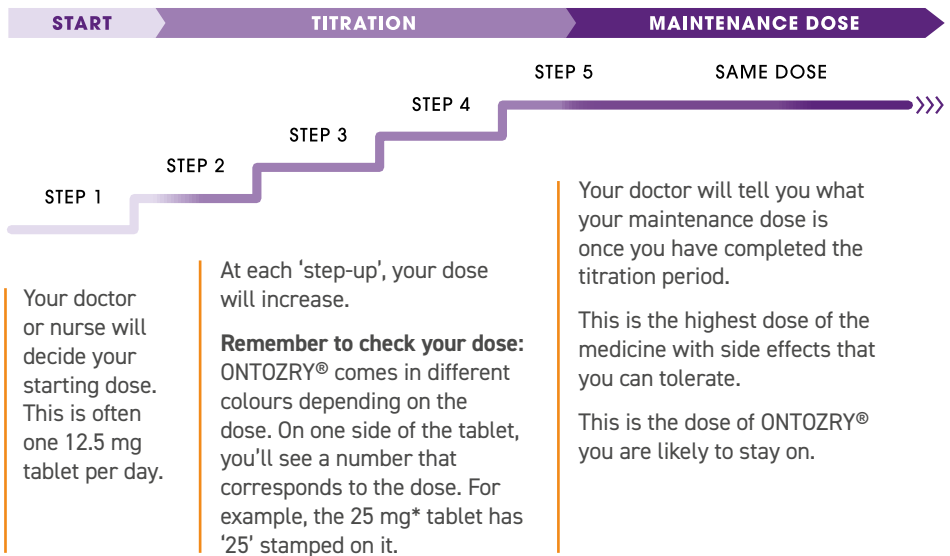 START
TITRATION
MAINTENANCE DOSE
STEP 1
STEP 2
STEP 3
STEP 4
STEP 5
SAME DOSE
Your doctor
or nurse will
decide your
starting dose.
This is often
one 12.5 mg
tablet per day.
At each ‘step-up’, your dose
will increase.
Remember to check your dose:
ONTOZRY® comes in different
colours depending on the
dose. On one side of the tablet,
you’ll see a number that
corresponds to the dose. For
example, the 25 mg* tablet has
‘25’ stamped on it.
Your doctor will tell you what
your maintenance dose is
once you have completed the
titration period.
This is the highest dose of the
medicine with side effects that
you can tolerate.
This is the dose of ONTOZRY®
you are likely to stay on.